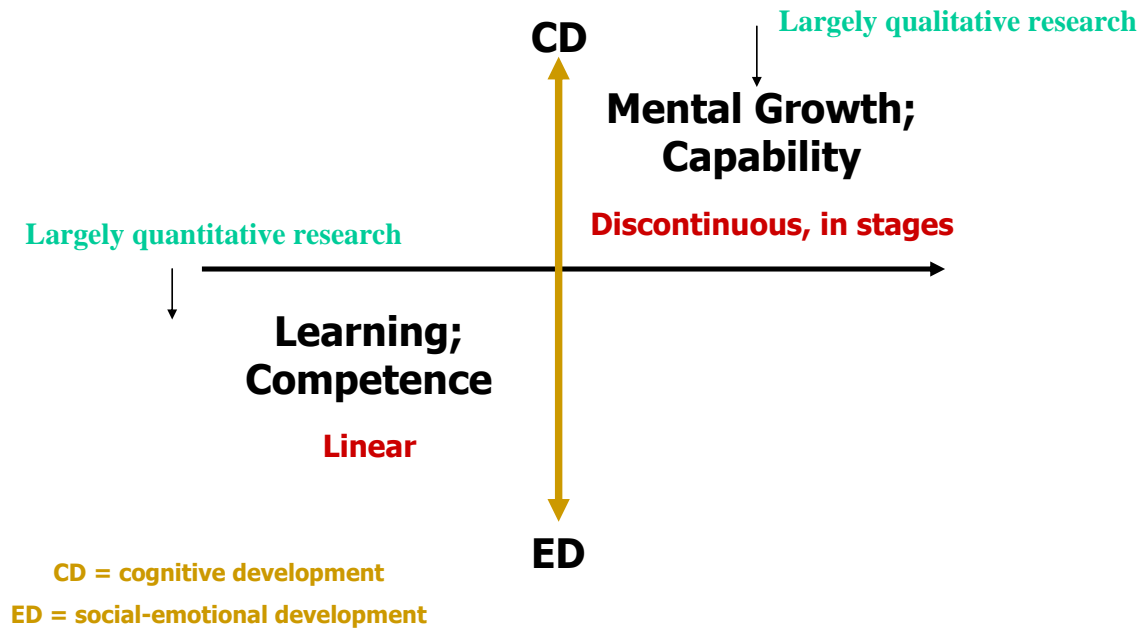 CD
Largely qualitative research
Mental Growth;
Capability
Discontinuous, in stages
Largely quantitative research
Learning;
Competence
Linear
ED
CD = cognitive development
ED = social-emotional development